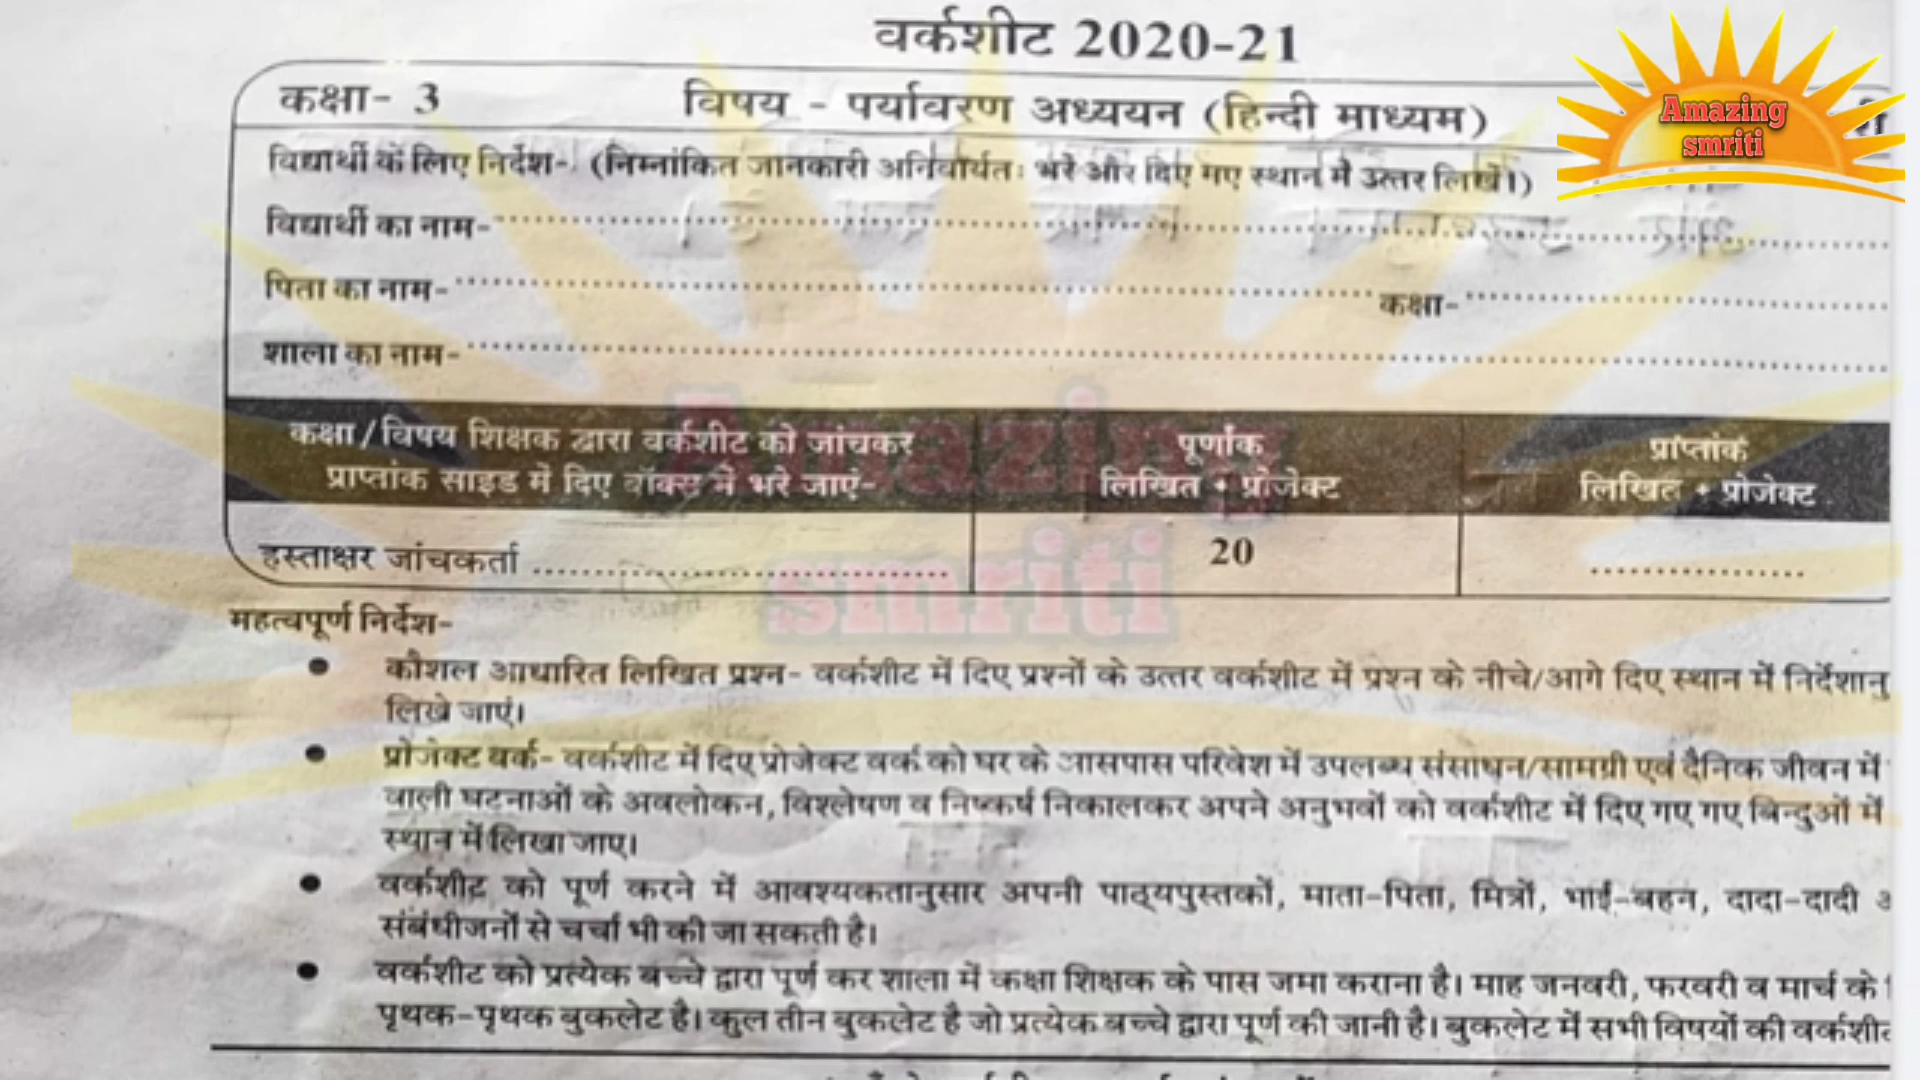 वर्कशीट 2020-21
कक्षा- 3 विषय - पर्यावरण अध्ययन (हिन्दी माध्यम)
Amazing
smriti
विद्यार्थी के लिए निर्देश- (निम्नांकित जानकारी अनिवार्यतः भरें और दिए गए स्थान में उत्तर लिखें।)
विद्यार्थी का नाम-
पिता का नाम- कक्षा-
शाला का नाम-
कक्षा/विषय शिक्षक द्वारा वर्कशीट को जांचकर पूर्णांक प्राप्तांक
प्राप्तांक साइड में दिए बॉक्स में भरे जाएं- लिखित + प्रोजेक्ट लिखित + प्रोजेक्ट
हस्ताक्षर जांचकर्ता .................... 20 ..................
Amazing
smriti
महत्वपूर्ण निर्देश-
• कौशल आधारित लिखित प्रश्न- वर्कशीट में दिए प्रश्नों के उत्तर वर्कशीट में प्रश्न के नीचे/आगे दिए स्थान में निर्देशानु
लिखे जाएं।
• प्रोजेक्ट वर्क- वर्कशीट में दिए प्रोजेक्ट वर्क को घर के आसपास परिवेश में उपलब्ध संसाधन/सामग्री एवं दैनिक जीवन में
वाली घटनाओं के अवलोकन, विश्लेषण व निष्कर्ष निकालकर अपने अनुभवों को वर्कशीट में दिए गए गए बिन्दुओं में
स्थान में लिखा जाए।
• वर्कशीट को पूर्ण करने में आवश्यकतानुसार अपनी पाठ्यपुस्तकों, माता-पिता, मित्रों, भाई-बहन, दादा-दादी
संबंधीजनों से चर्चा भी की जा सकती है।
• वर्कशीट को प्रत्येक बच्चे द्वारा पूर्ण कर शाला में कक्षा शिक्षक के पास जमा कराना है। माह जनवरी, फरवरी व मार्च के
पृथक-पृथक बुकलेट है। कुल तीन बुकलेट है जो प्रत्येक बच्चे द्वारा पूर्ण की जानी है। बुकलेट में सभी विषयों की वर्कशीट